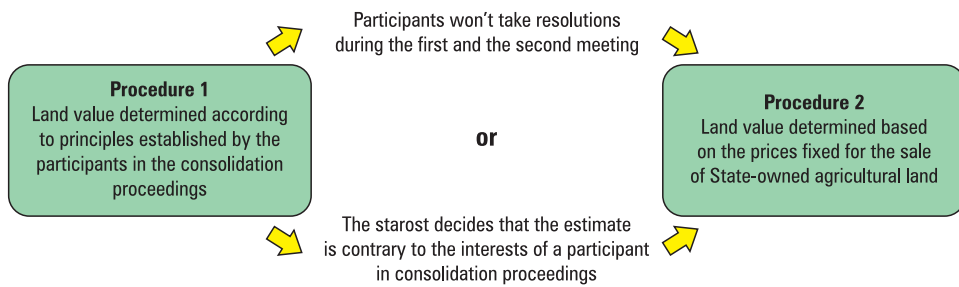 Participants won't take resolutions
during the first and the second meeting
Procedure 1
Land value determined according
to principles established by the
participants in the consolidation
proceedings
or
Procedure 2
Land value determined based
on the prices fixed for the sale
of State-owned agricultural land
The starost decides that the estimate
is contrary to the interests of a participant
in consolidation proceedings